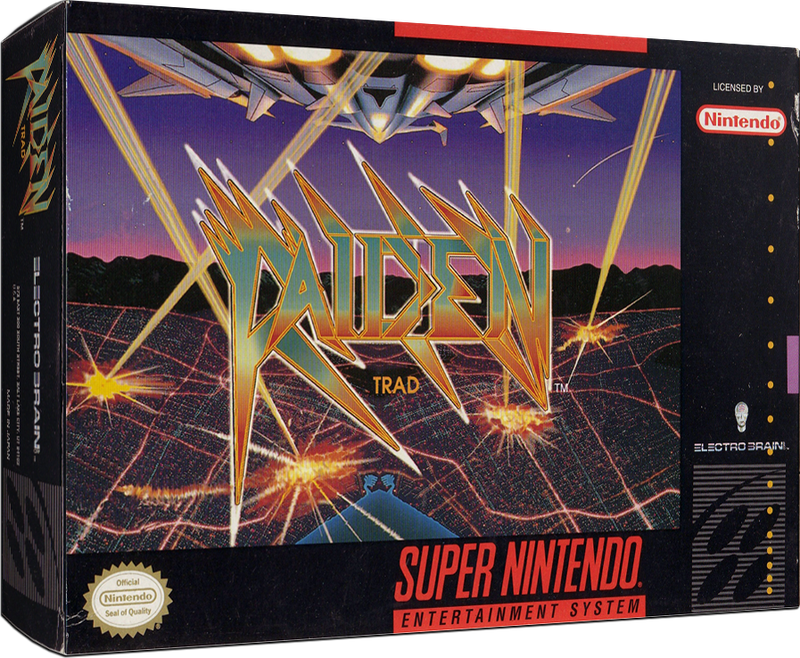 RAIDEN
TRAD
™
ELECTRO BRAIN
MADE IN JAPAN
LICENSED BY
Nintendo
RAIDEN
TRAD
™
ELECTRO BRAIN
Official
Nintendo
Seal of Quality
SUPER NINTENDO
ENTERTAINMENT SYSTEM